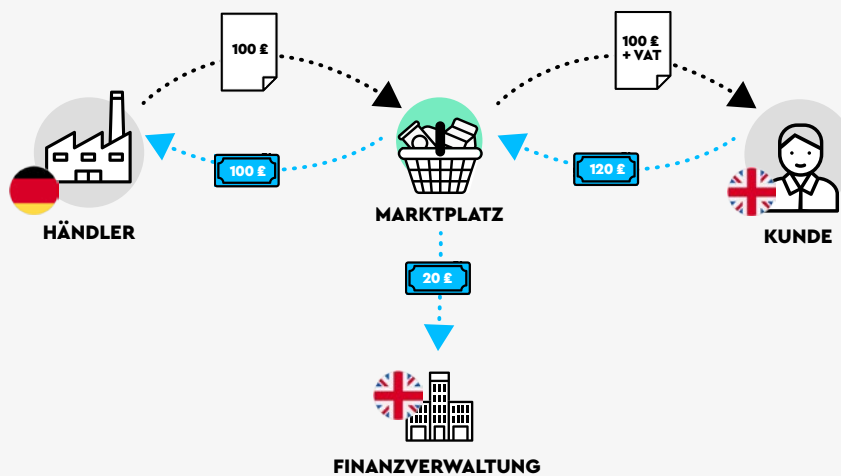 100 £
100 £
+ VAT
100 £
120 £
MARKTPLATZ
HÄNDLER
KUNDE
20 £
FINANZVERWALTUNG